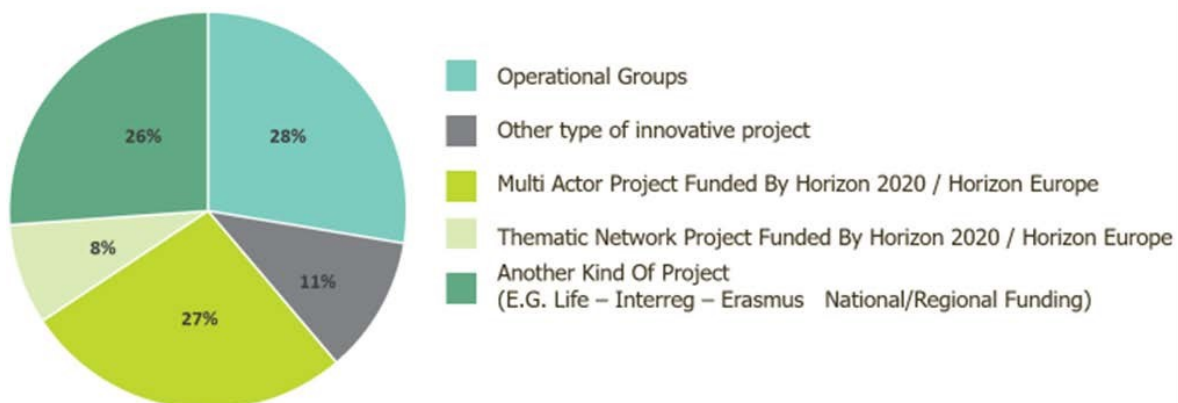 26%
28%
8%
11%
27%
Operational Groups
Other type of innovative project
Multi Actor Project Funded By Horizon 2020 / Horizon Europe
Thematic Network Project Funded By Horizon 2020 / Horizon Europe
Another Kind Of Project
(E.G. Life – Interreg – Erasmus National/Regional Funding)